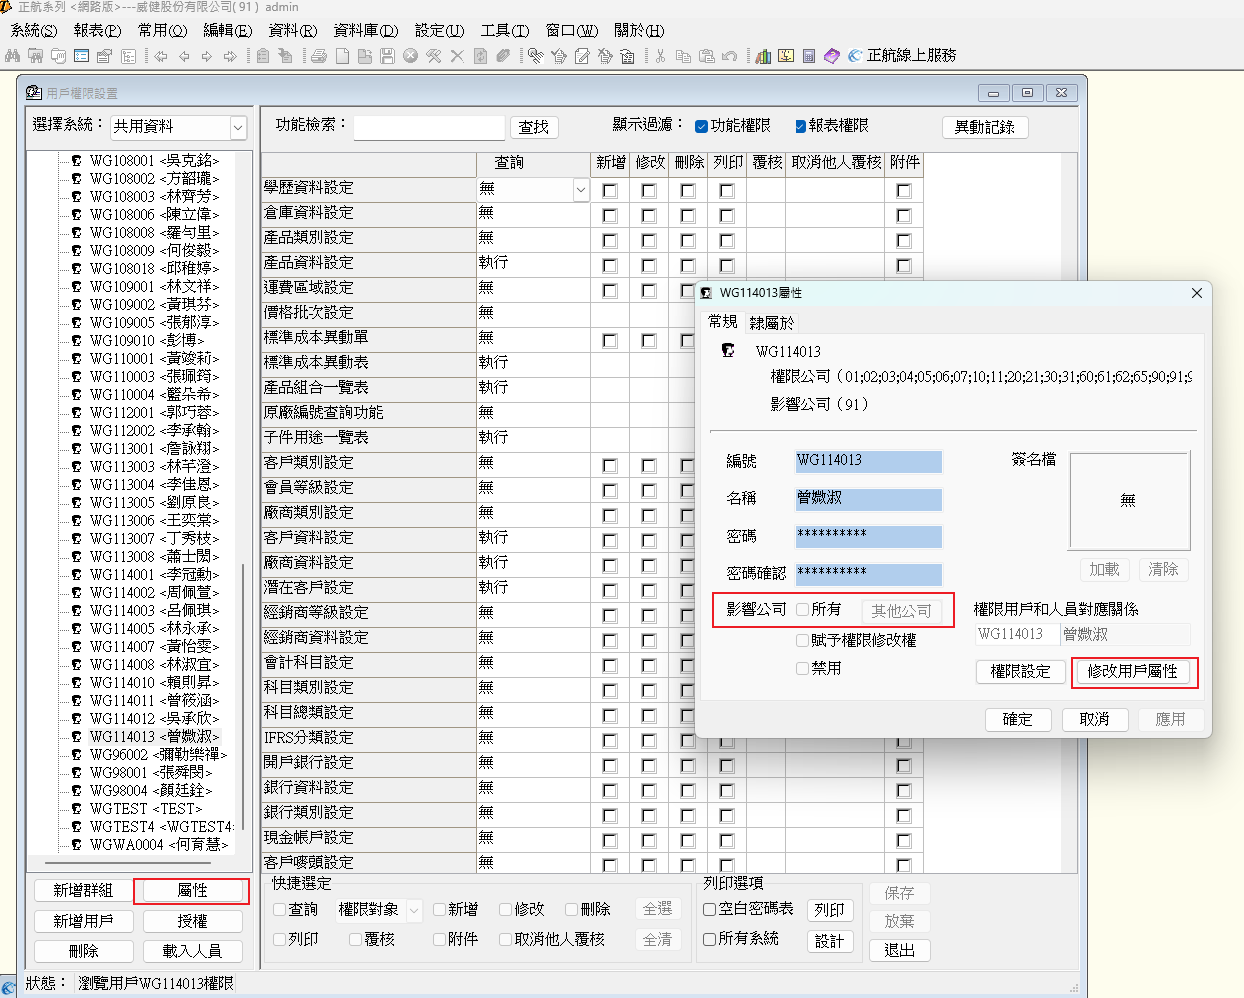 正航系列 <網路版>---威健股份有限公司( 91 )  admin
系統(S) 報表(P) 常用(O) 編輯(E) 資料(R) 資料庫(D) 設定(U) 工具(T) 窗口(W) 關於(H)
正航線上服務
用戶權限設置
選擇系統： 共用資料
功能檢索： 查找 顯示過濾： 功能權限 報表權限 異動記錄
WG108001 <吳克銘>
WG108002 <方韶瓏>
WG108003 <林齊芳>
WG108006 <陳立偉>
WG108008 <羅勻里>
WG108009 <何俊毅>
WG108018 <邱稚婷>
WG109001 <林文祥>
WG109002 <黃琪芬>
WG109005 <張郁淳>
WG109010 <彭博>
WG110001 <黃竣莉>
WG110003 <張珮筠>
WG110004 <籃朵希>
WG112001 <郭巧蓉>
WG112002 <李承翰>
WG113001 <詹詠翔>
WG113003 <林芊澄>
WG113004 <李佳恩>
WG113005 <劉原良>
WG113006 <王奕棠>
WG113007 <丁秀枝>
WG113008 <蕭士閎>
WG114001 <李冠勳>
WG114002 <周佩萱>
WG114003 <呂佩琪>
WG114005 <林永承>
WG114007 <黃怡雯>
WG114008 <林淑宜>
WG114010 <賴則昇>
WG114011 <曾筱涵>
WG114012 <吳承欣>
WG114013 <曾媺淑>
WG96002 <彌勒樂禪>
WG98001 <張舜閔>
WG98004 <顏廷銓>
WGTEST <TEST>
WGTEST4 <WGTEST4
WGWA0004 <何育慧>
查詢 新增 修改 刪除 列印 覆核 取消他人覆核 附件
學歷資料設定 無
倉庫資料設定 無
產品類別設定 無
產品資料設定 執行
運費區域設定 無
價格批次設定 無
標準成本異動單 無
標準成本異動表 執行
產品組合一覽表 執行
原廠編號查詢功能 無
子件用途一覽表 執行
客戶類別設定 無
會員等級設定 無
廠商類別設定 無
客戶資料設定 執行
廠商資料設定 執行
潛在客戶設定 執行
經銷商等級設定 無
經銷商資料設定 無
會計科目設定 無
科目類別設定 無
科目總類設定 無
IFRS分類設定 無
開戶銀行設定 無
銀行資料設定 無
銀行類別設定 無
現金帳戶設定 無
客戶嘜頭設定 無
WG114013屬性
常規 隸屬於
WG114013
權限公司（01;02;03;04;05;06;07;10;11;20;21;30;31;60;61;62;65;90;91;9
影響公司（91）
編號 WG114013 簽名檔
名稱 曾媺淑 無
密碼 **********
密碼確認 ********** 加載 清除
影響公司 所有 其他公司 權限用戶和人員對應關係
WG114013 曾媺淑
賦予權限修改權
禁用 權限設定 修改用戶屬性
確定 取消 應用
新增群組 屬性
新增用戶 授權
刪除 載入人員
快捷選定
查詢 權限對象 新增 修改 刪除 全選
列印 覆核 附件 取消他人覆核 全清
列印選項
空白密碼表 列印
所有系統 設計
保存
放棄
退出
狀態： 瀏覽用戶WG114013權限